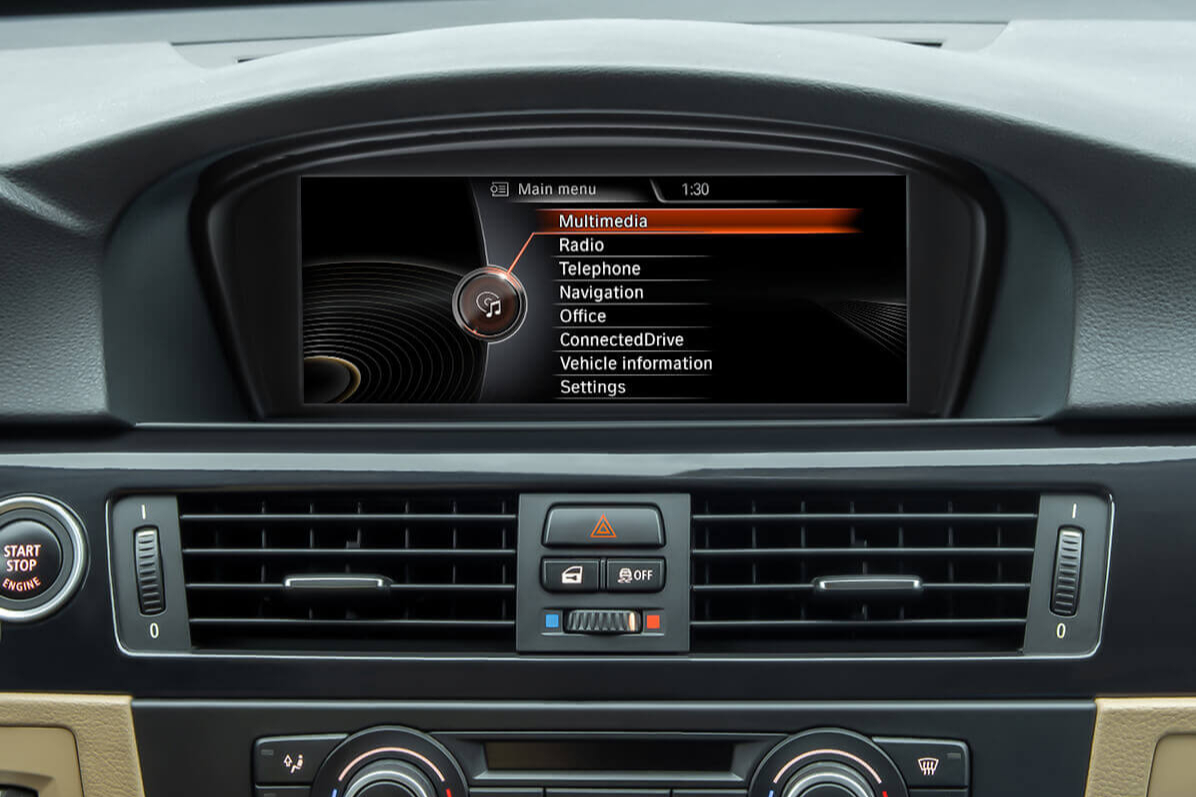 Main menu 1:30
Multimedia
Radio
Telephone
Navigation
Office
ConnectedDrive
Vehicle information
Settings
START
STOP
ENGINE
OFF
0
0